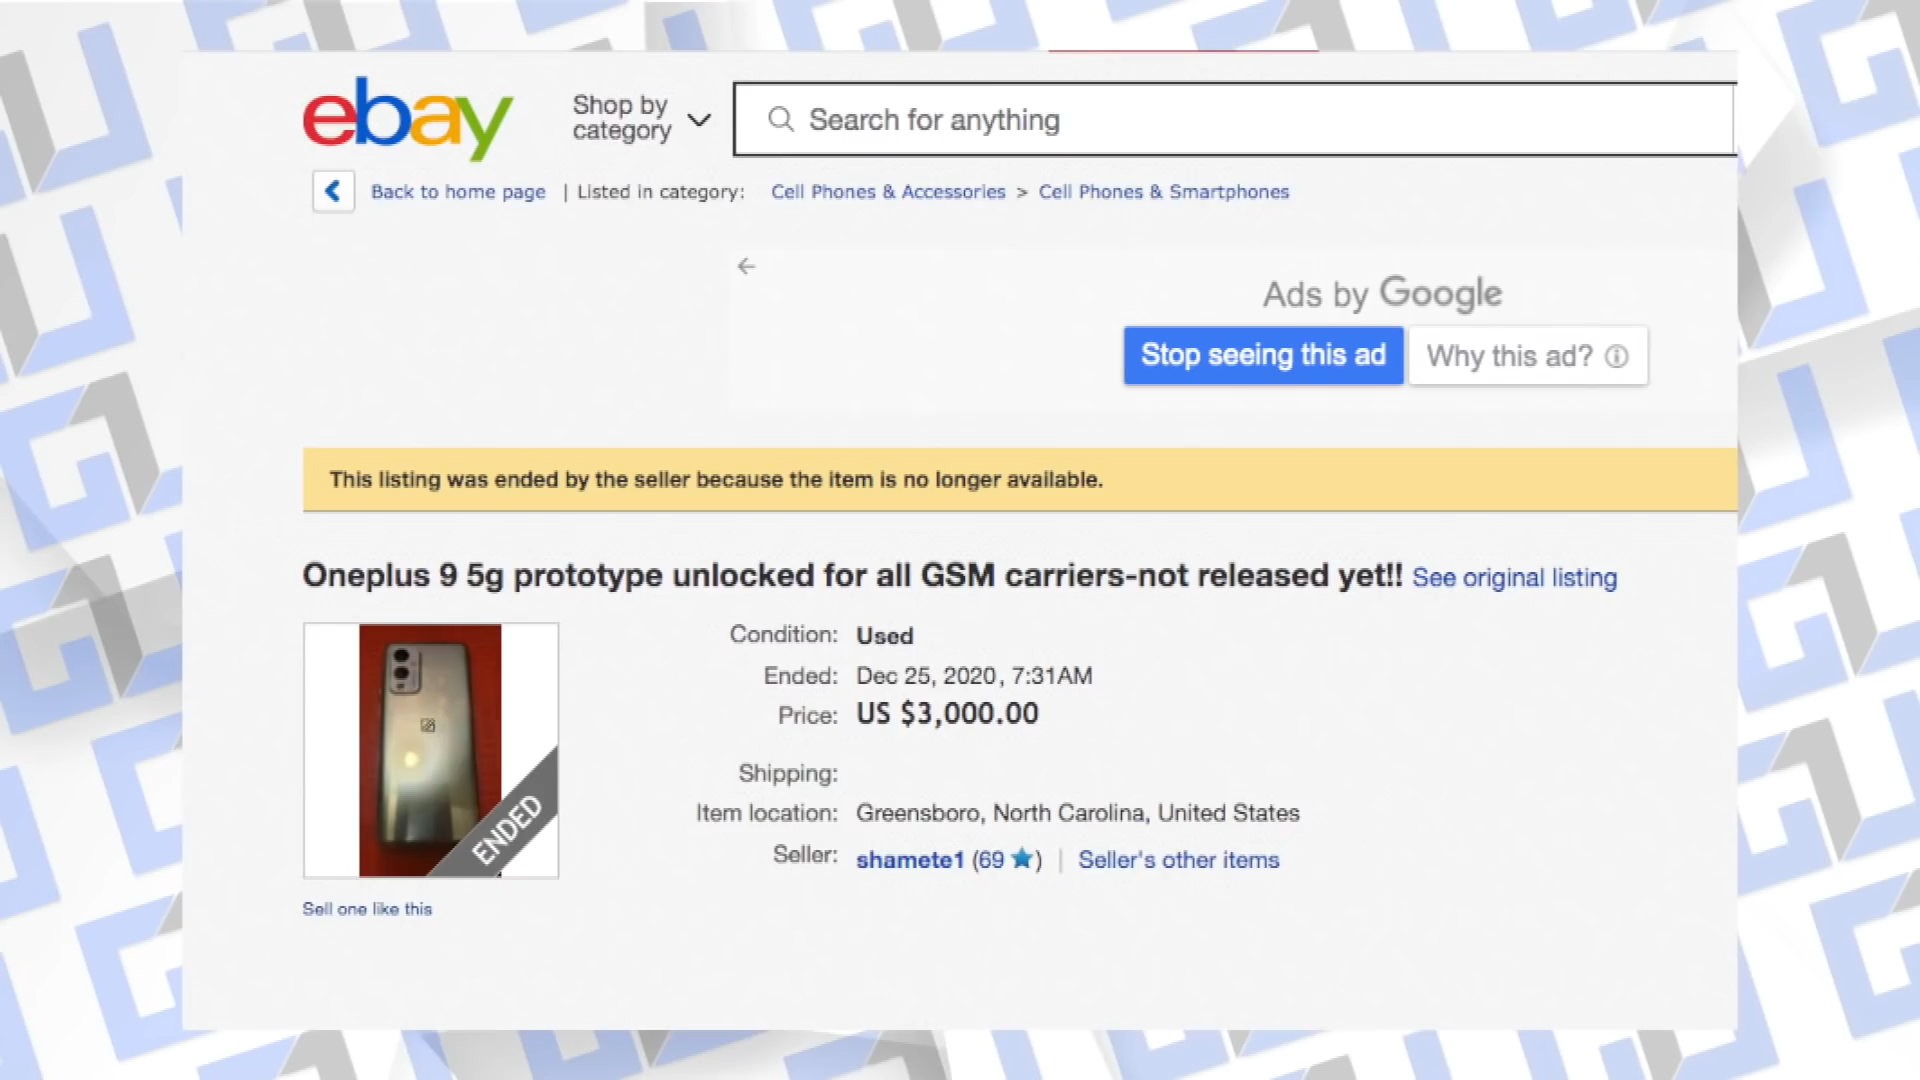 ebay
Shop by
category
Search for anything
Back to home page | Listed in category: Cell Phones & Accessories > Cell Phones & Smartphones
Ads by Google
Stop seeing this ad
Why this ad?
This listing was ended by the seller because the item is no longer available.
Oneplus 9 5g prototype unlocked for all GSM carriers-not released yet!! See original listing
Condition: Used
Ended: Dec 25, 2020, 7:31AM
Price: US $3,000.00
Shipping:
Item location: Greensboro, North Carolina, United States
Seller: shamete1 (69 ★) | Seller's other items
ENDED
Sell one like this